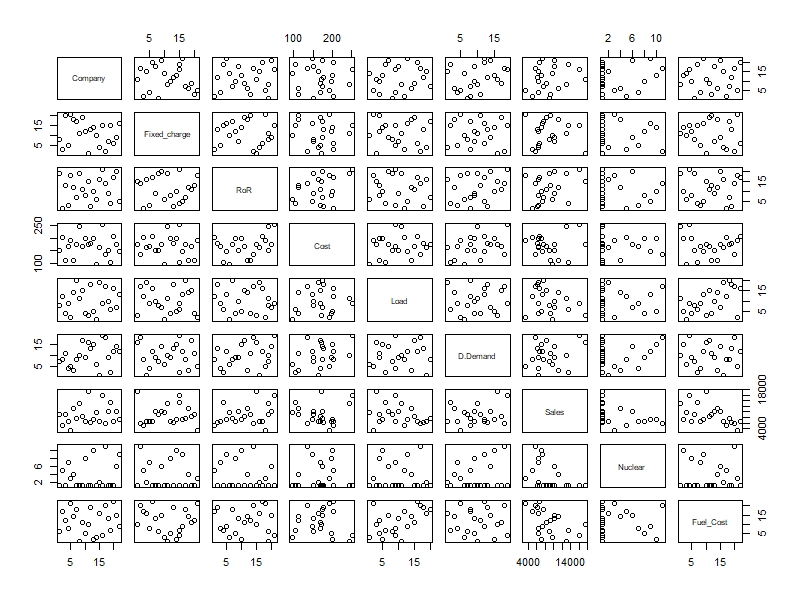 5 15 100 200 5 15 2 6 10
Company 5 15
5 15 Fixed_charge
RoR 5 15
100 250 Cost
Load 5 15
5 15 D.Demand
Sales 4000 18000
2 6 Nuclear
Fuel_Cost 5 15
5 15 5 15 5 15 4000 14000 5 15